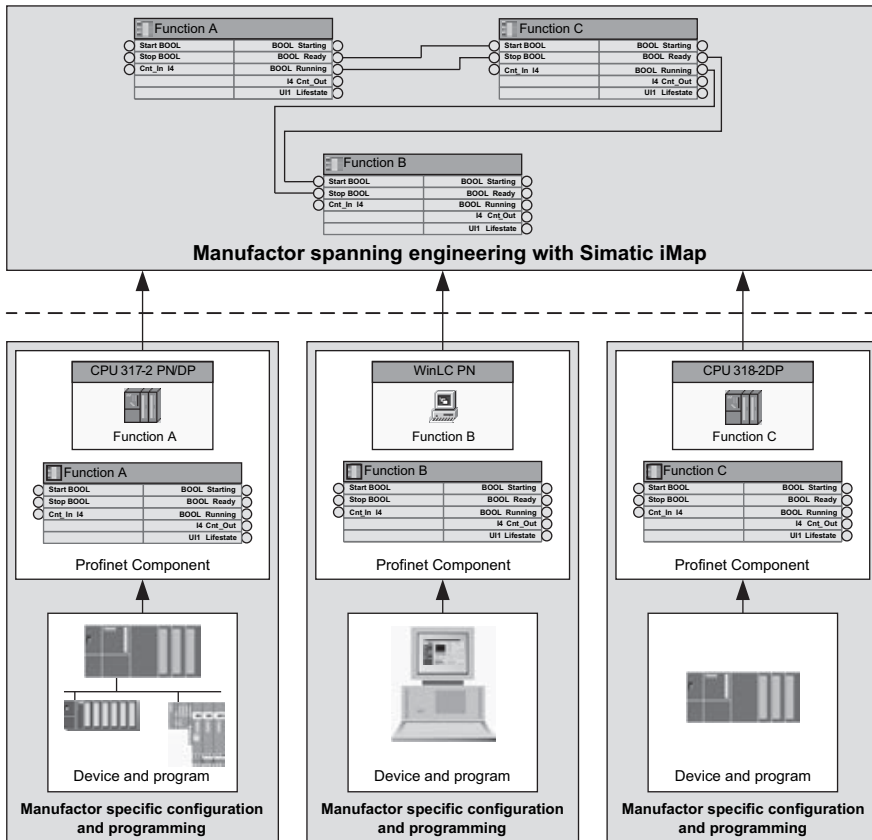 Function A
Start BOOL BOOL Starting
Stop BOOL BOOL Ready
Cnt_In I4 BOOL Running
I4 Cnt_Out
UI1 Lifestate
Function C
Start BOOL BOOL Starting
Stop BOOL BOOL Ready
Cnt_In I4 BOOL Running
I4 Cnt_Out
UI1 Lifestate
Function B
Start BOOL BOOL Starting
Stop BOOL BOOL Ready
Cnt_In I4 BOOL Running
I4 Cnt_Out
UI1 Lifestate
Manufactor spanning engineering with Simatic iMap
CPU 317-2 PN/DP
Function A
Function A
Start BOOL BOOL Starting
Stop BOOL BOOL Ready
Cnt_In I4 BOOL Running
I4 Cnt_Out
UI1 Lifestate
Profinet Component
Device and program
Manufactor specific configuration
and programming
WinLC PN
Function B
Function B
Start BOOL BOOL Starting
Stop BOOL BOOL Ready
Cnt_In I4 BOOL Running
I4 Cnt_Out
UI1 Lifestate
Profinet Component
Device and program
Manufactor specific configuration
and programming
CPU 318-2DP
Function C
Function C
Start BOOL BOOL Starting
Stop BOOL BOOL Ready
Cnt_In I4 BOOL Running
I4 Cnt_Out
UI1 Lifestate
Profinet Component
Device and program
Manufactor specific configuration
and programming